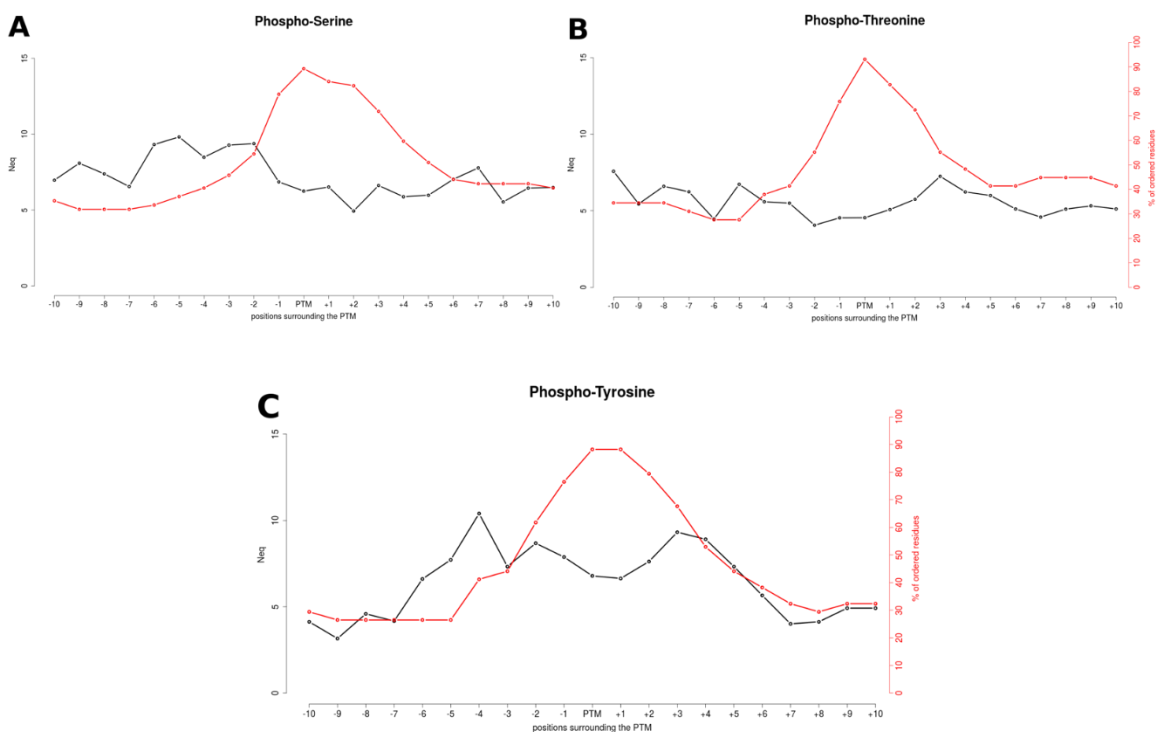 A
Phospho-Serine
15
10
5
0
Neq
-10 -9 -8 -7 -6 -5 -4 -3 -2 -1 PTM +1 +2 +3 +4 +5 +6 +7 +8 +9 +10
positions surrounding the PTM
B
Phospho-Threonine
15
10
5
0
Neq
-10 -9 -8 -7 -6 -5 -4 -3 -2 -1 PTM +1 +2 +3 +4 +5 +6 +7 +8 +9 +10
positions surrounding the PTM
100
90
80
70
60
50
40
30
20
10
0
% of ordered residues
C
Phospho-Tyrosine
15
10
5
0
Neq
-10 -9 -8 -7 -6 -5 -4 -3 -2 -1 PTM +1 +2 +3 +4 +5 +6 +7 +8 +9 +10
positions surrounding the PTM
100
90
80
70
60
50
40
30
20
10
0
% of ordered residues